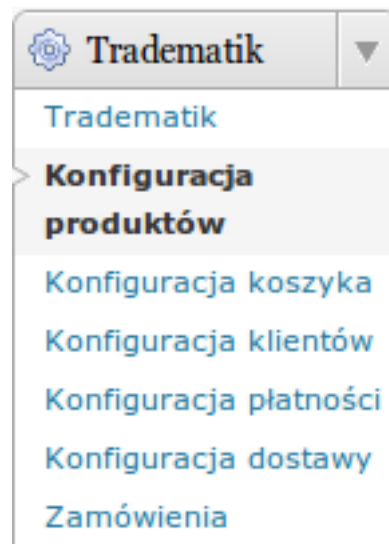 Tradematik
Tradematik
Konfiguracja
produktów
Konfiguracja koszyka
Konfiguracja klientów
Konfiguracja płatności
Konfiguracja dostawy
Zamówienia